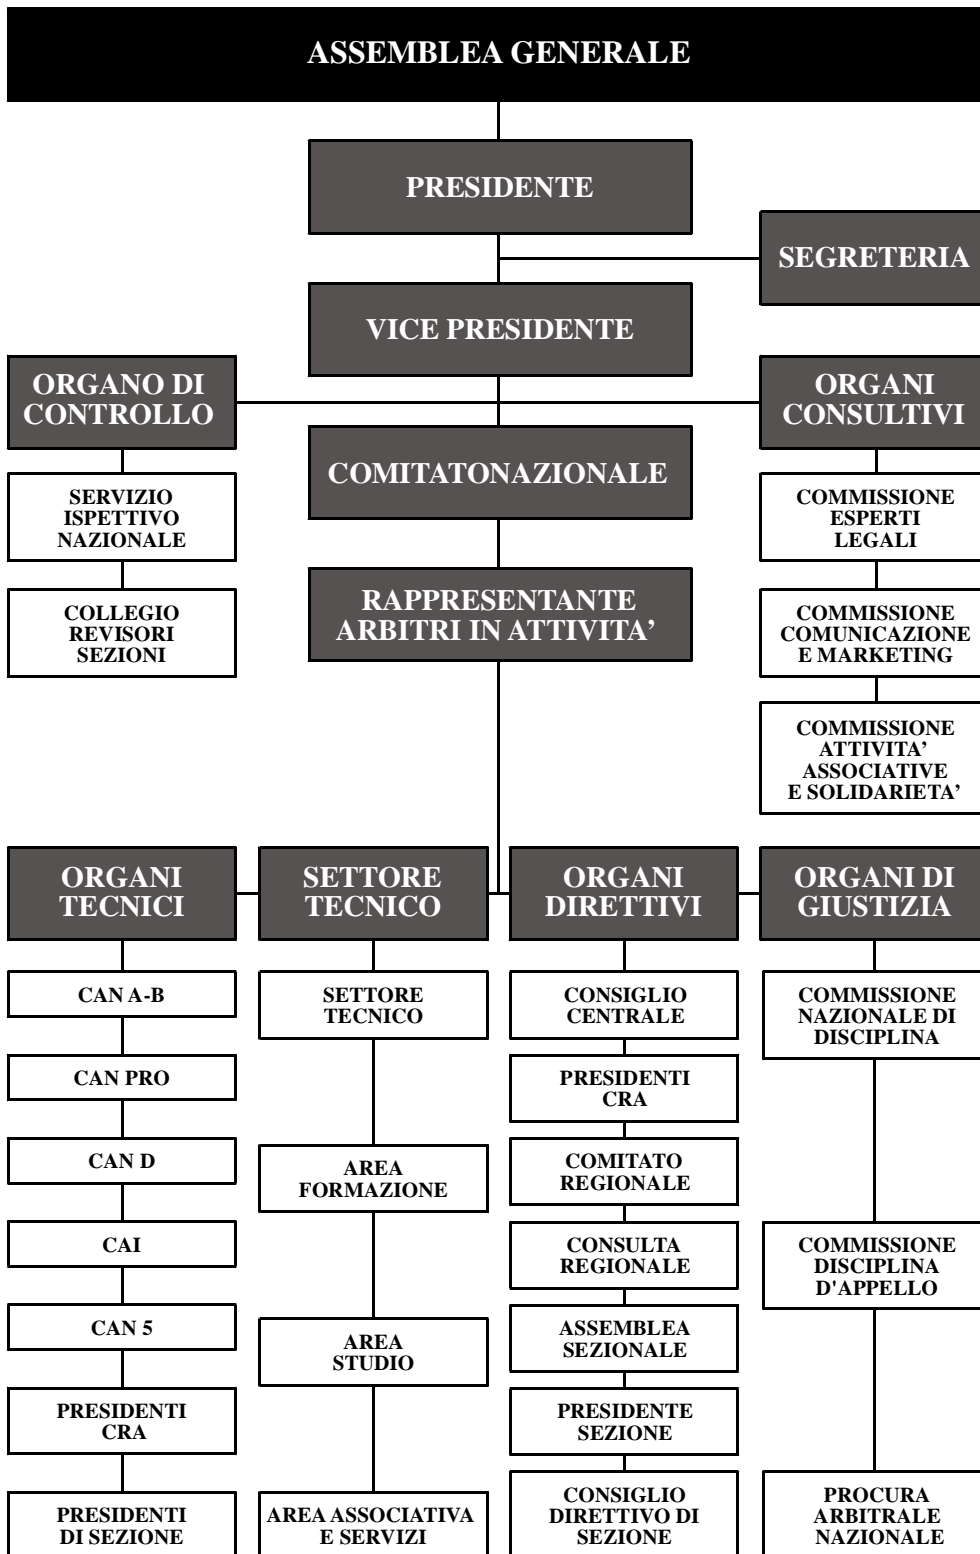 ASSEMBLEA GENERALE
PRESIDENTE
SEGRETERIA
VICE PRESIDENTE
ORGANO DI
CONTROLLO
ORGANI
CONSULTIVI
COMITATONAZIONALE
SERVIZIO
ISPETTIVO
NAZIONALE
COMMISSIONE
ESPERTI
LEGALI
RAPPRESENTANTE
ARBITRI IN ATTIVITA’
COLLEGIO
REVISORI
SEZIONI
COMMISSIONE
COMUNICAZIONE
E MARKETING
COMMISSIONE
ATTIVITA’
ASSOCIATIVE
E SOLIDARIETA’
ORGANI
TECNICI
CAN A-B
CAN PRO
CAN D
CAI
CAN 5
PRESIDENTI
CRA
PRESIDENTI
DI SEZIONE
SETTORE
TECNICO
SETTORE
TECNICO
AREA
FORMAZIONE
AREA
STUDIO
AREA ASSOCIATIVA
E SERVIZI
ORGANI
DIRETTIVI
CONSIGLIO
CENTRALE
PRESIDENTI
CRA
COMITATO
REGIONALE
CONSULTA
REGIONALE
ASSEMBLEA
SEZIONALE
PRESIDENTE
SEZIONE
CONSIGLIO
DIRETTIVO DI
SEZIONE
ORGANI DI
GIUSTIZIA
COMMISSIONE
NAZIONALE DI
DISCIPLINA
COMMISSIONE
DISCIPLINA
D'APPELLO
PROCURA
ARBITRALE
NAZIONALE